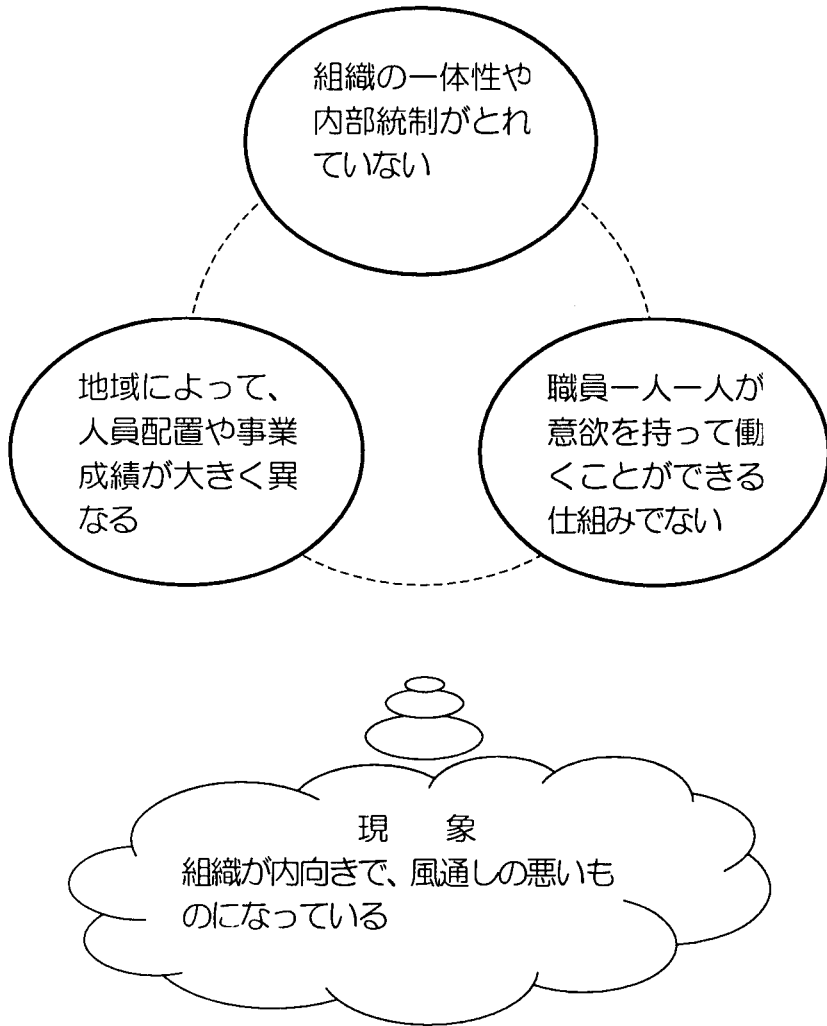 組織の一体性や
内部統制がとれ
ていない
地域によって、
人員配置や事業
成績が大きく異
なる
職員一人一人が
意欲を持って働
くことができる
仕組みでない
現　象
組織が内向きで、風通しの悪いも
のになっている